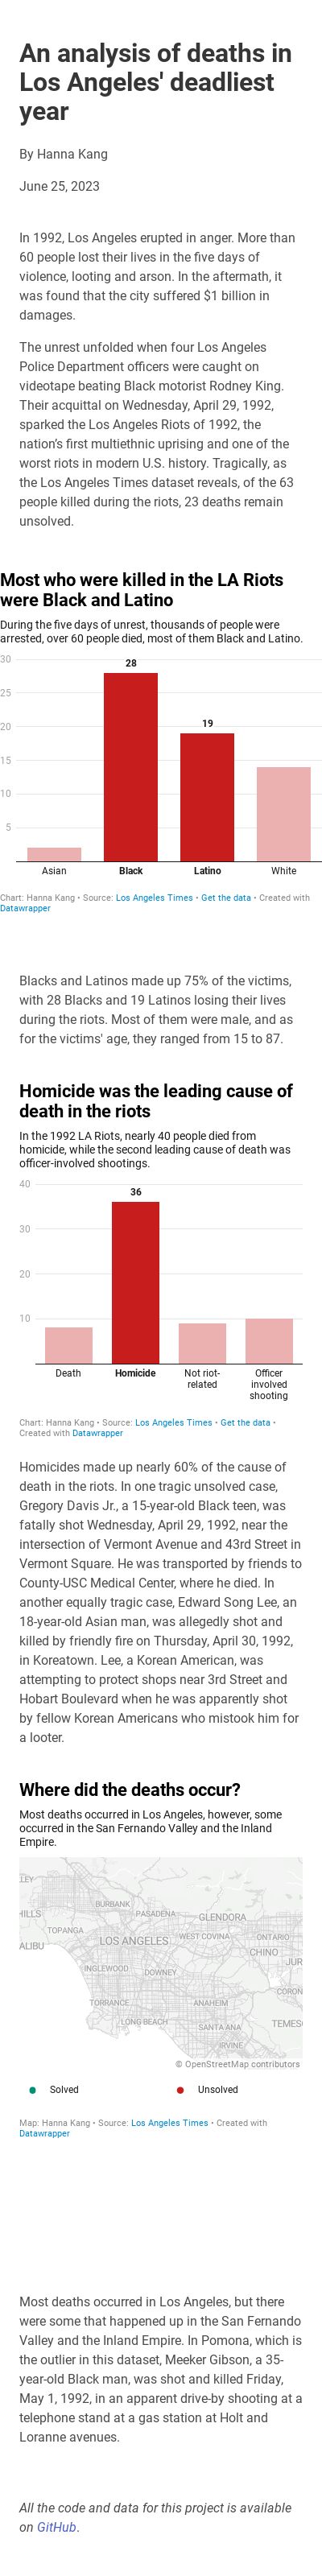 An analysis of deaths in
Los Angeles' deadliest
year
By Hanna Kang
June 25, 2023
In 1992, Los Angeles erupted in anger. More than
60 people lost their lives in the five days of
violence, looting and arson. In the aftermath, it
was found that the city suffered $1 billion in
damages.
The unrest unfolded when four Los Angeles
Police Department officers were caught on
videotape beating Black motorist Rodney King.
Their acquittal on Wednesday, April 29, 1992,
sparked the Los Angeles Riots of 1992, the
nation’s first multiethnic uprising and one of the
worst riots in modern U.S. history. Tragically, as
the Los Angeles Times dataset reveals, of the 63
people killed during the riots, 23 deaths remain
unsolved.
Most who were killed in the LA Riots
were Black and Latino
During the five days of unrest, thousands of people were
arrested, over 60 people died, most of them Black and Latino.
30
28
25
20
19
15
10
5
Asian Black Latino White
Chart: Hanna Kang • Source: Los Angeles Times • Get the data • Created with
Datawrapper
Blacks and Latinos made up 75% of the victims,
with 28 Blacks and 19 Latinos losing their lives
during the riots. Most of them were male, and as
for the victims' age, they ranged from 15 to 87.
Homicide was the leading cause of
death in the riots
In the 1992 LA Riots, nearly 40 people died from
homicide, while the second leading cause of death was
officer-involved shootings.
40
36
30
20
10
Death Homicide Not riot-
related Officer
involved
shooting
Chart: Hanna Kang • Source: Los Angeles Times • Get the data •
Created with Datawrapper
Homicides made up nearly 60% of the cause of
death in the riots. In one tragic unsolved case,
Gregory Davis Jr., a 15-year-old Black teen, was
fatally shot Wednesday, April 29, 1992, near the
intersection of Vermont Avenue and 43rd Street in
Vermont Square. He was transported by friends to
County-USC Medical Center, where he died. In
another equally tragic case, Edward Song Lee, an
18-year-old Asian man, was allegedly shot and
killed by friendly fire on Thursday, April 30, 1992,
in Koreatown. Lee, a Korean American, was
attempting to protect shops near 3rd Street and
Hobart Boulevard when he was apparently shot
by fellow Korean Americans who mistook him for
a looter.
Where did the deaths occur?
Most deaths occurred in Los Angeles, however, some
occurred in the San Fernando Valley and the Inland
Empire.
LEY
BURBANK
HILLS
PASADENA
GLENDORA
TOPANGA
LOS ANGELES
WEST COVINA
ONTARIO
ALIBU
CHINO
JUR
INGLEWOOD
DOWNEY
CORON
TORRANCE
ANAHEIM
LONG BEACH
SANTA ANA
TEMESC
IRVINE
© OpenStreetMap contributors
Solved Unsolved
Map: Hanna Kang • Source: Los Angeles Times • Created with
Datawrapper
Most deaths occurred in Los Angeles, but there
were some that happened up in the San Fernando
Valley and the Inland Empire. In Pomona, which is
the outlier in this dataset, Meeker Gibson, a 35-
year-old Black man, was shot and killed Friday,
May 1, 1992, in an apparent drive-by shooting at a
telephone stand at a gas station at Holt and
Loranne avenues.
All the code and data for this project is available
on GitHub.